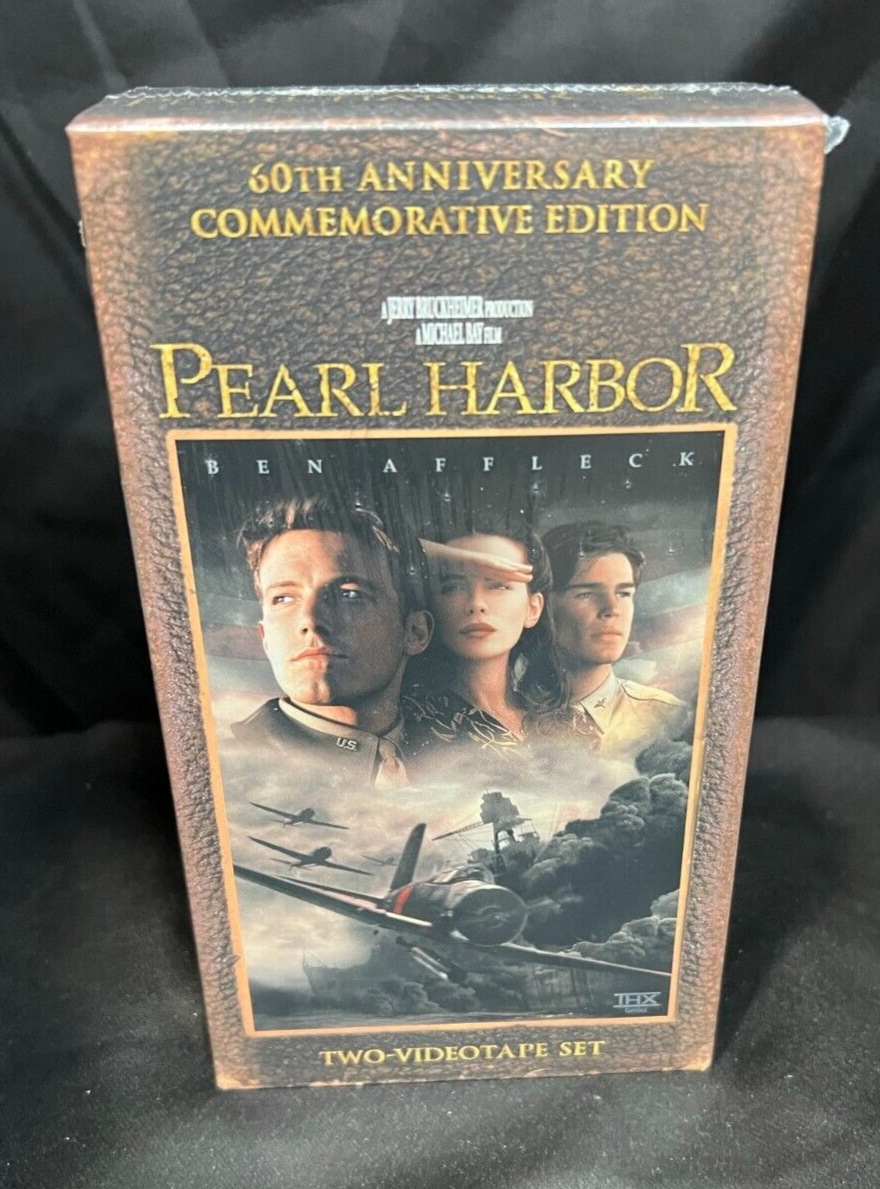 60TH ANNIVERSARY
COMMEMORATIVE EDITION
A JERRY BRUCKHEIMER PRODUCTION
A MICHAEL BAY FILM
PEARL HARBOR
BEN AFFLECK
U.S.
THX
TWO-VIDEOTAPE SET